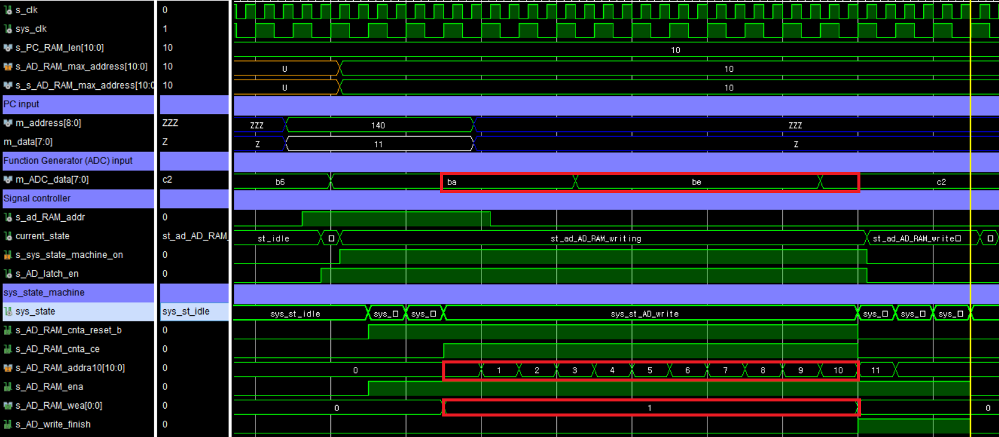 s_clk 0
sys_clk 1
s_PC_RAM_len[10:0] 10 10
s_AD_RAM_max_address[10:0] 10 U 10
s_s_AD_RAM_max_address[10:0 10 U 10
PC input
m_address[8:0] ZZZ ZZZ 140 ZZZ
m_data[7:0] Z Z 11 Z
Function Generator (ADC) input
m_ADC_data[7:0] c2 b6 ba be c2
Signal controller
s_ad_RAM_addr 0
current_state st_ad_AD_RAM_ st_idle st_ad_AD_RAM_writing st_ad_AD_RAM_write
s_sys_state_machine_on 0
s_AD_latch_en 0
sys_state_machine
sys_state sys_st_idle sys_st_idle sys_ sys_ sys_st_AD_write sys_ sys_ sys_
s_AD_RAM_cnta_reset_b 0
s_AD_RAM_cnta_ce 0
s_AD_RAM_addra10[10:0] 0 0 1 2 3 4 5 6 7 8 9 10 11
s_AD_RAM_ena 0
s_AD_RAM_wea[0:0] 0 0 1 0
s_AD_write_finish 0